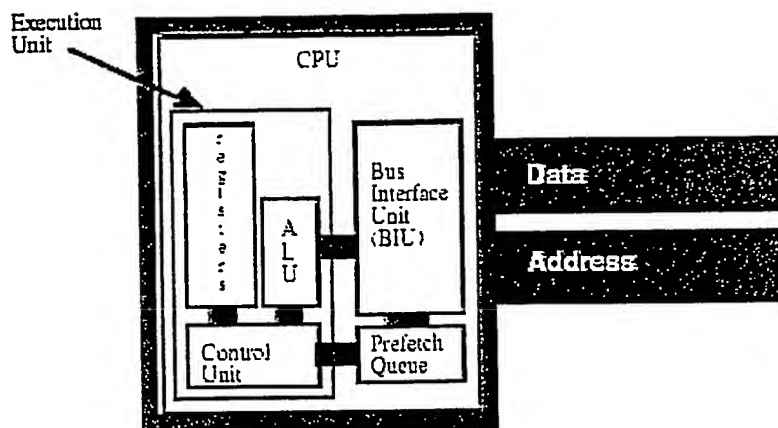 Execution
Unit
CPU
A
L
U
Bus
Interface
Unit
(BIU)
Data
Address
Control
Unit
Prefetch
Queue